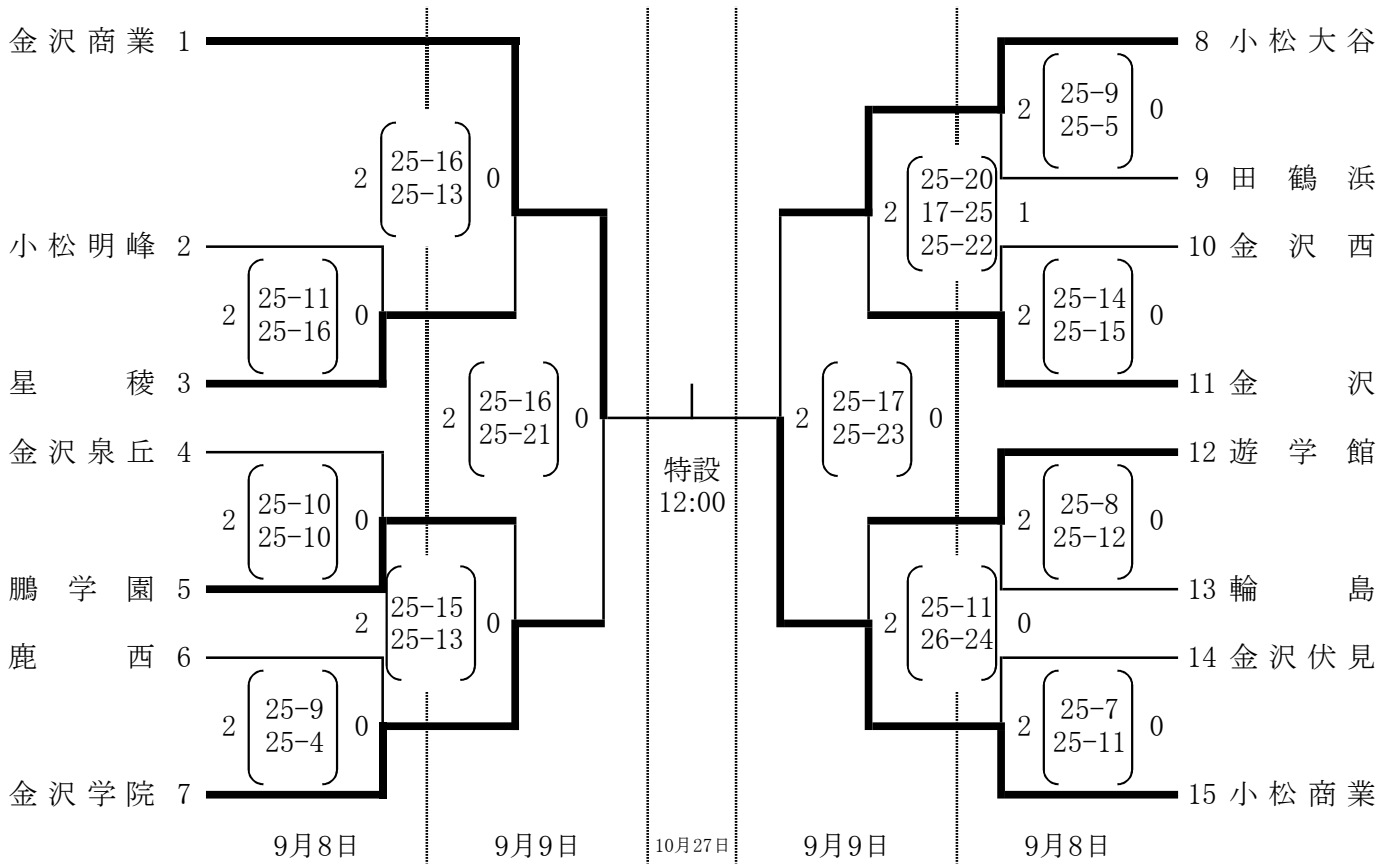 金沢商業 1
25-16
2 0
25-13
小松明峰 2
25-11
2 0
25-16
星稜 3
25-16
2 0
25-21
金沢泉丘 4
25-10
2 0
25-10
鵬学園 5
25-15
2 0
25-13
鹿西 6
25-9
2 0
25-4
金沢学院 7
特設
12:00
8 小松大谷
25-9
2 0
25-5
9 田鶴浜
25-20
2 17-25 1
25-22
10 金沢西
25-14
2 0
25-15
11 金沢
25-17
2 0
25-23
12 遊学館
25-8
2 0
25-12
13 輪島
25-11
2 0
26-24
14 金沢伏見
25-7
2 0
25-11
15 小松商業
9月8日 9月9日 10月27日 9月9日 9月8日